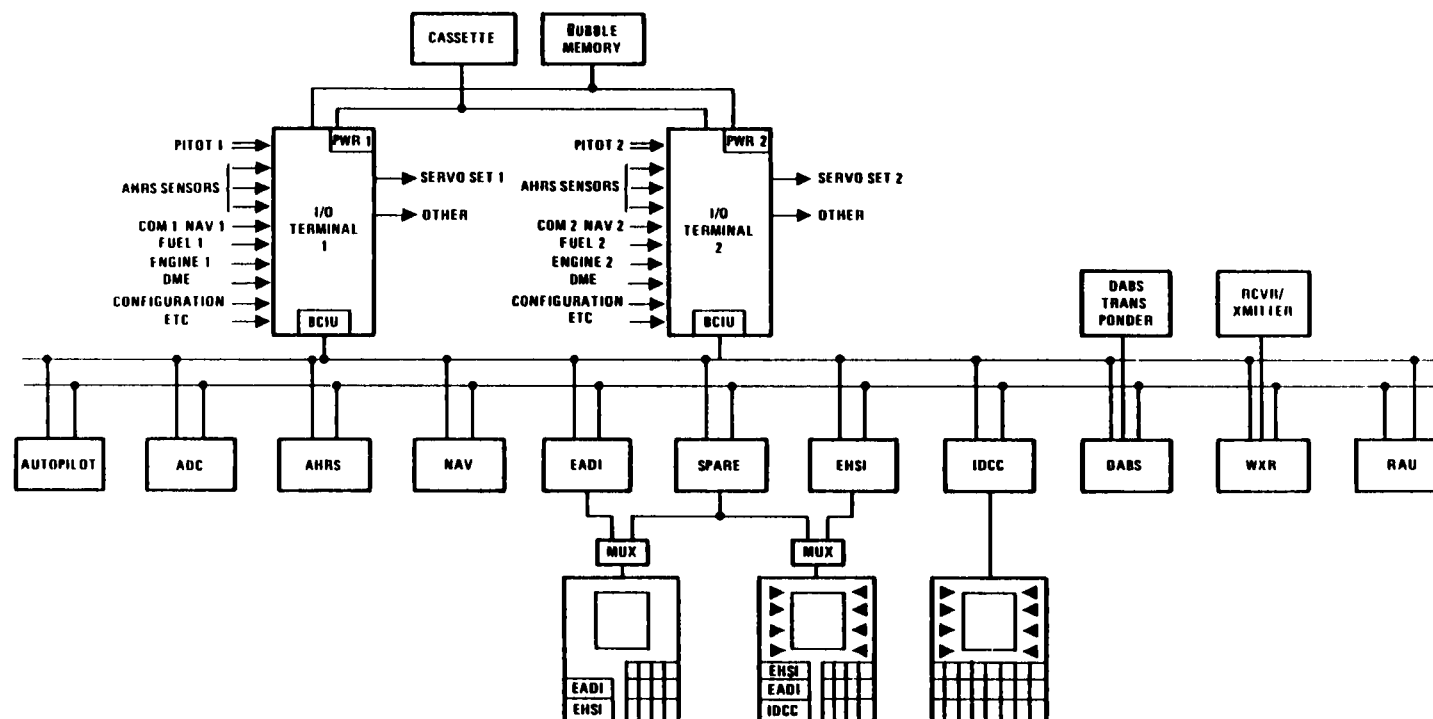 CASSETTE
BUBBLE
MEMORY
PITOT 1
PWR 1
PITOT 2
PWR 2
AHRS SENSORS
SERVO SET 1
AHRS SENSORS
SERVO SET 2
I/O
TERMINAL
1
OTHER
I/O
TERMINAL
2
OTHER
COM 1 NAV 1
FUEL 1
ENGINE 1
DME
CONFIGURATION
ETC
COM 2 NAV 2
FUEL 2
ENGINE 2
DME
CONFIGURATION
ETC
BCIU
BCIU
DABS
TRANS
PONDER
RCVR/
XMITTER
AUTOPILOT
ADC
AHRS
NAV
EADI
SPARE
EHSI
IDCC
DABS
WXR
RAU
MUX
MUX
EADI
EHSI
EHSI
EADI
IDCC